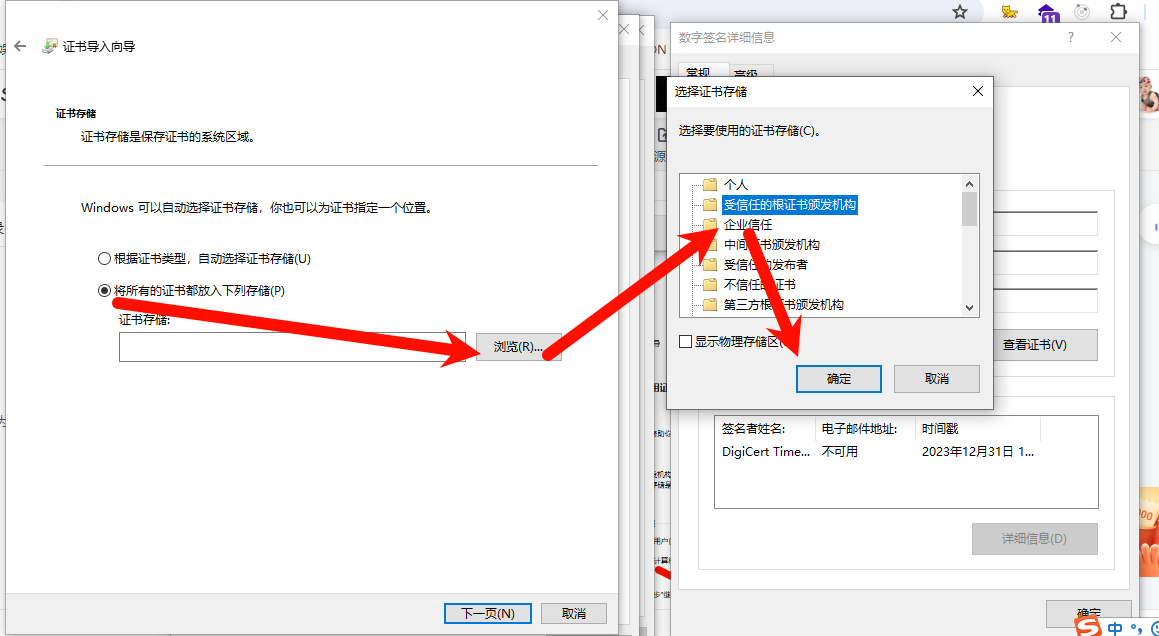 证书导入向导
证书存储
证书存储是保存证书的系统区域。
Windows 可以自动选择证书存储，你也可以为证书指定一个位置。
根据证书类型，自动选择证书存储(U)
将所有的证书都放入下列存储(P)
证书存储:
浏览(R)...
下一页(N)
取消
11
数字签名详细信息
?
常规
高级
选择证书存储
选择要使用的证书存储(C)。
个人
受信任的根证书颁发机构
企业信任
中间证书颁发机构
受信任的发布者
不信任的证书
第三方根证书颁发机构
显示物理存储区(
确定
取消
查看证书(V)
签名者姓名:
电子邮件地址:
时间戳
DigiCert Time...
不可用
2023年12月31日 1...
详细信息(D)
确定
S
中